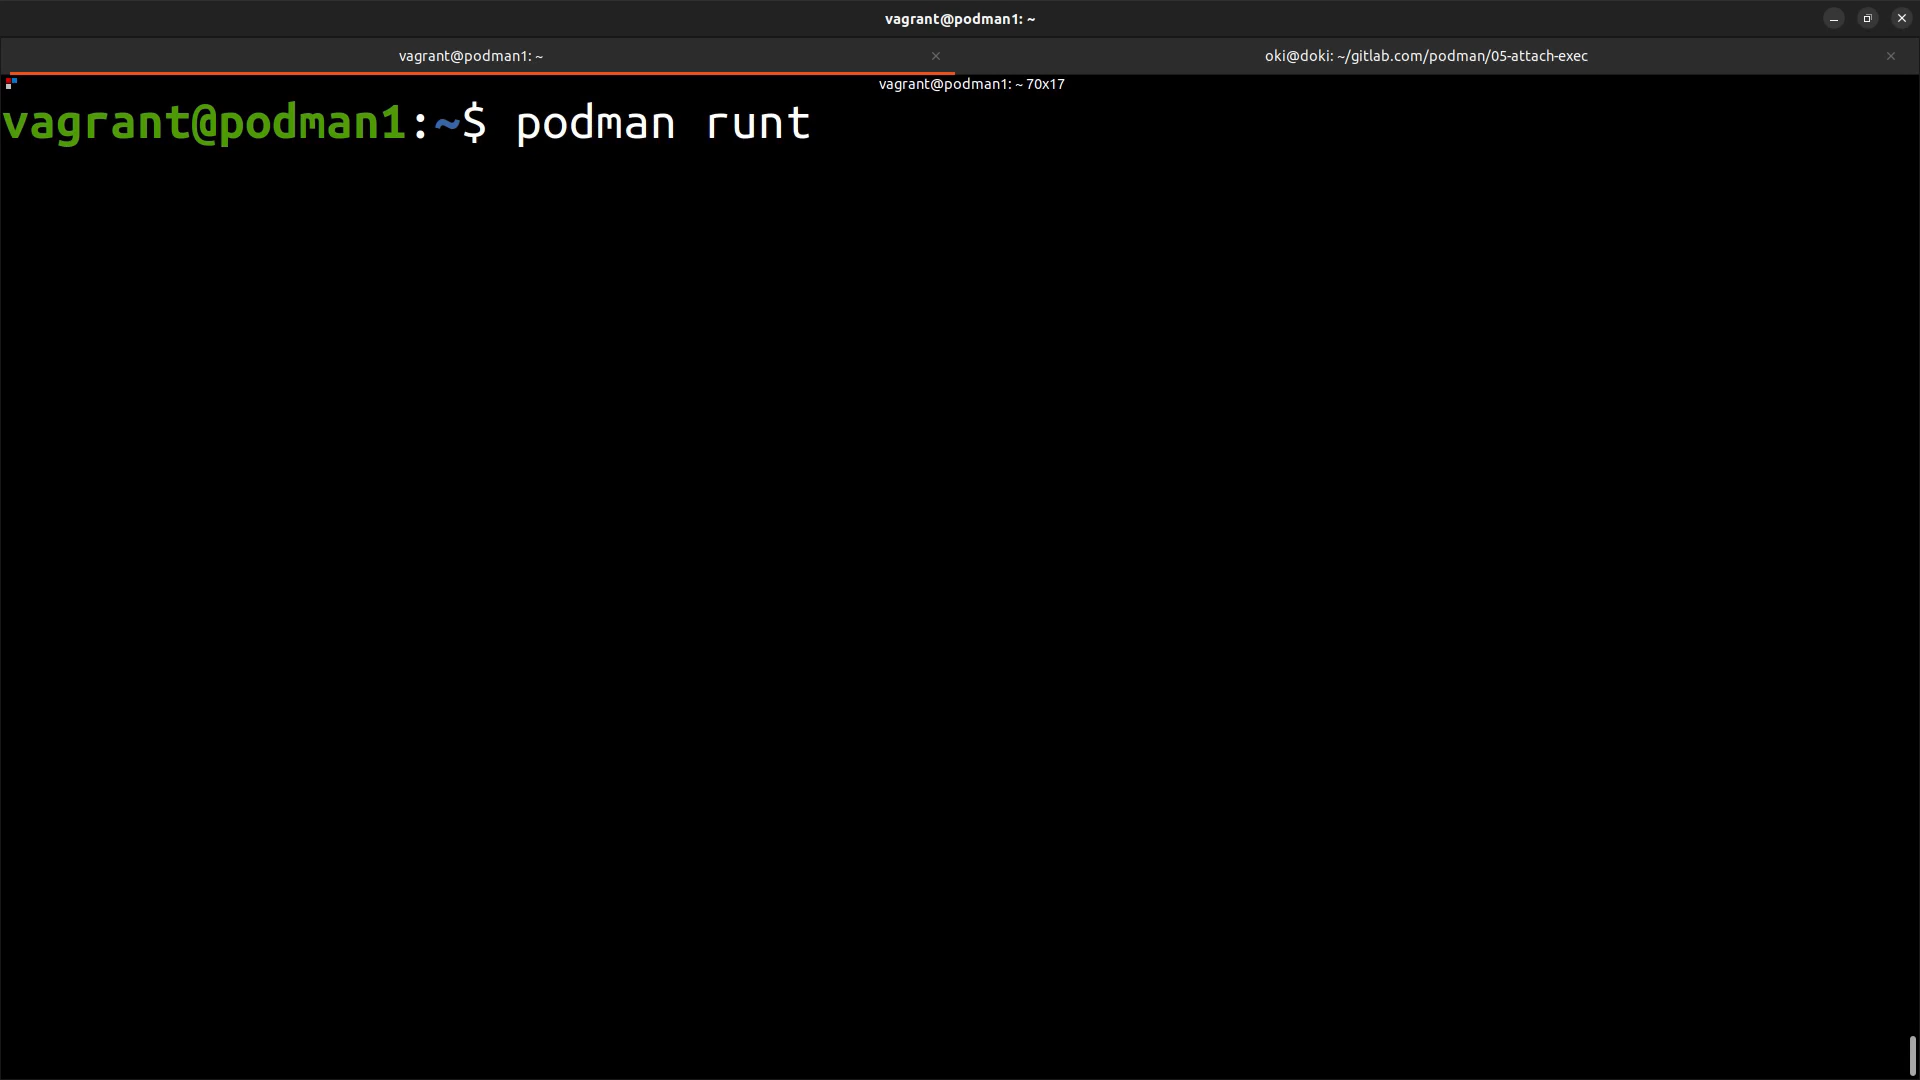 vagrant@podman1: ~
vagrant@podman1: ~
oki@doki: ~/gitlab.com/podman/05-attach-exec
vagrant@podman1: ~ 70x17
vagrant@podman1:~$ podman runt